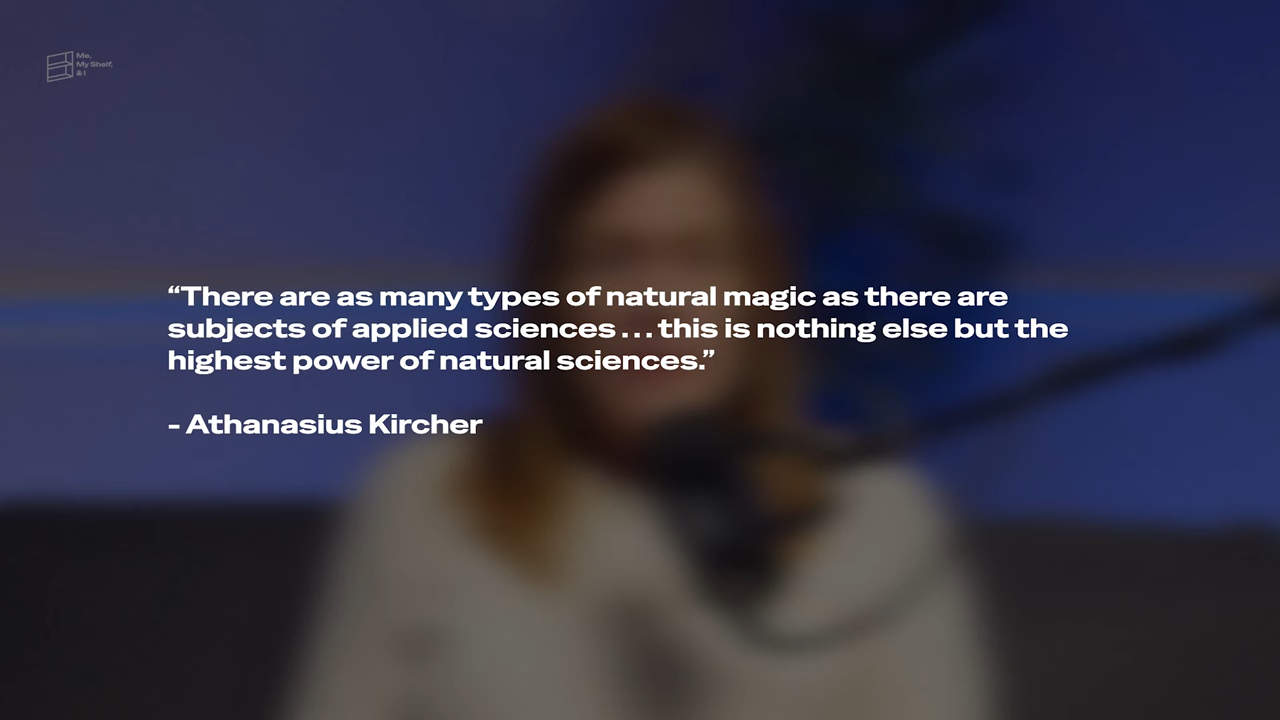 Me,
My Shelf,
& I
“There are as many types of natural magic as there are
subjects of applied sciences . . . this is nothing else but the
highest power of natural sciences.”
- Athanasius Kircher